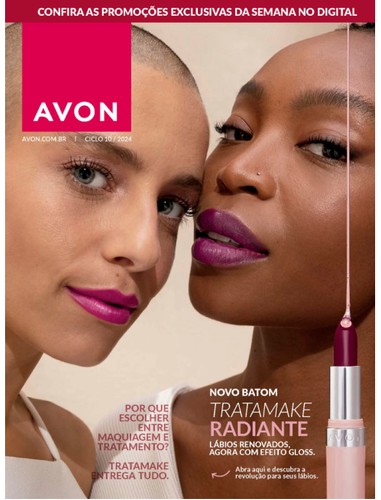 CONFIRA AS PROMOÇÕES EXCLUSIVAS DA SEMANA NO DIGITAL
AVON
AVON.COM.BR | CICLO 10 / 2024
POR QUE
ESCOLHER
ENTRE
MAQUIAGEM E
TRATAMENTO?
TRATAMAKE
ENTREGA TUDO.
NOVO BATOM
TRATAMAKE
RADIANTE
LÁBIOS RENOVADOS,
AGORA COM EFEITO GLOSS.
Abra aqui e descubra a
revolução para seus lábios.